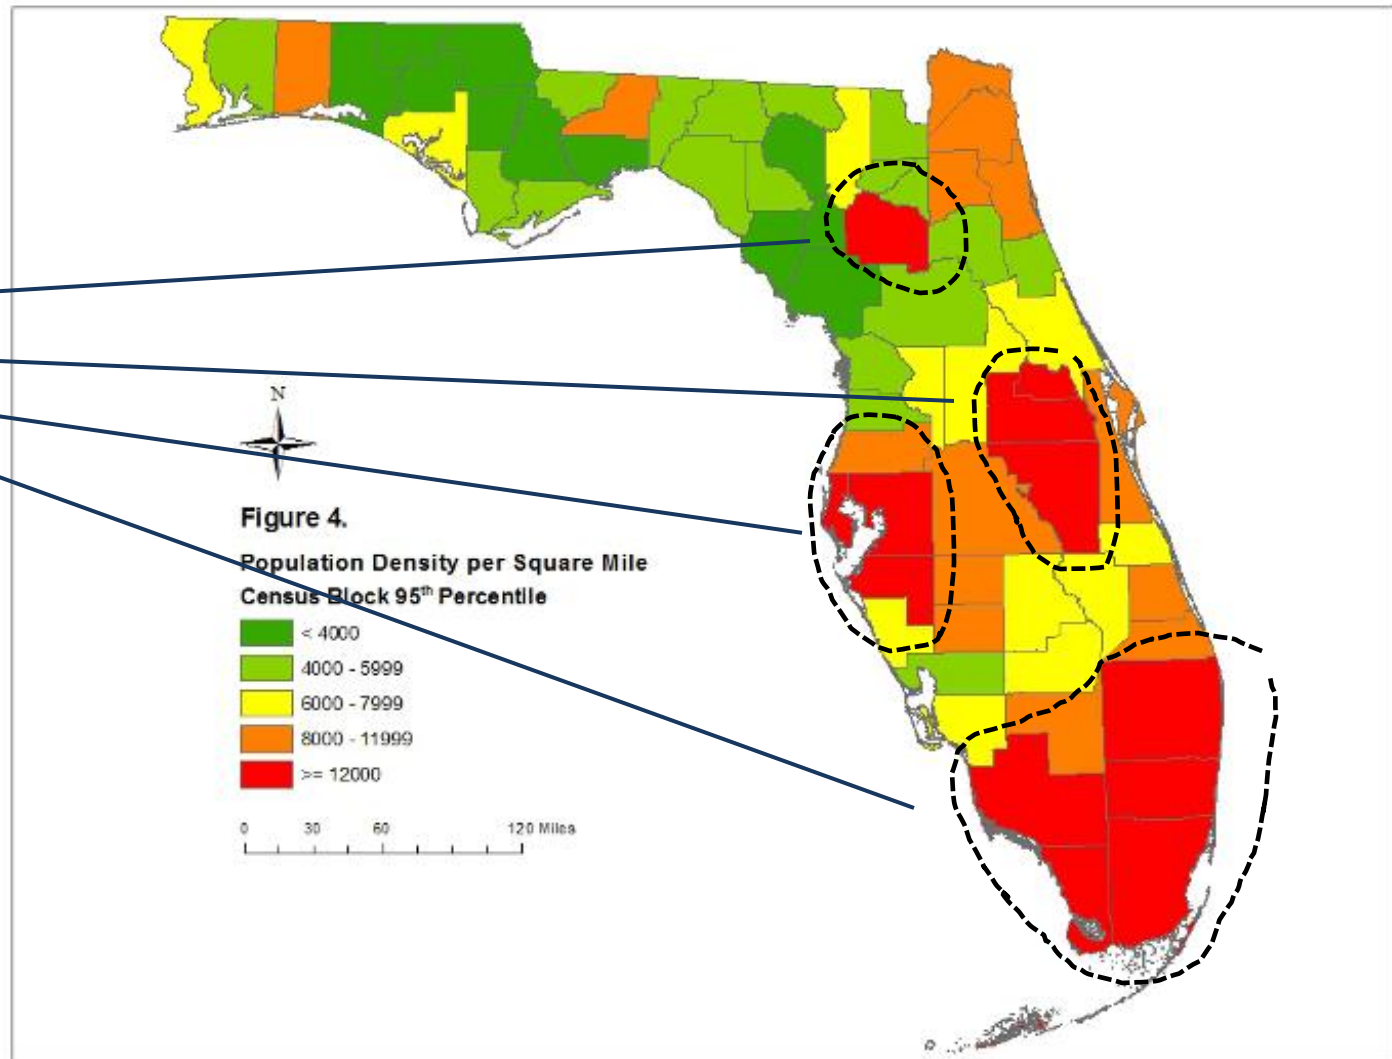 N
Figure 4.
Population Density per Square Mile
Census Block 95th Percentile
< 4000
4000 - 5999
6000 - 7999
8000 - 11999
>= 12000
0 30 60 120 Miles